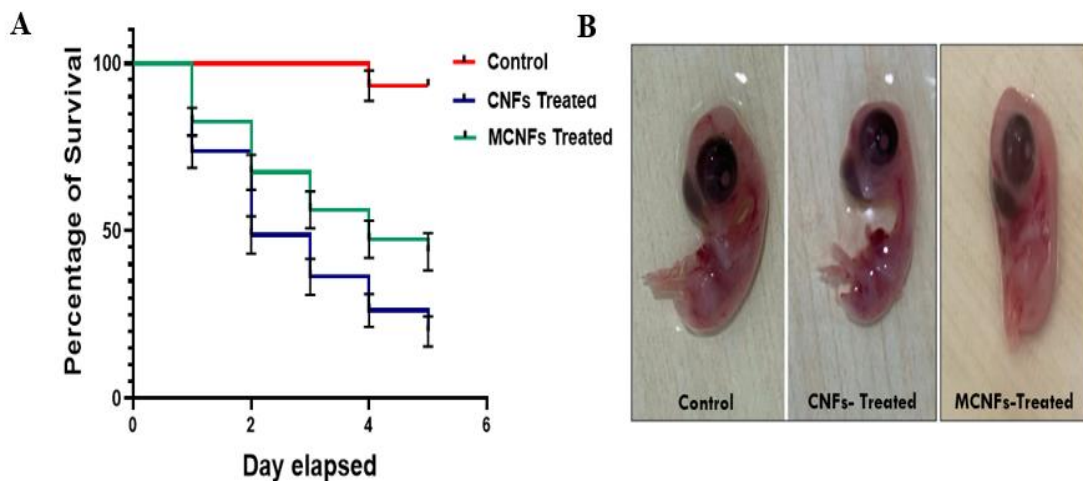 A
Percentage of Survival
100
50
0
0
2
4
6
Day elapsed
Control
CNFs Treated
MCNFs Treated
B
Control
CNFs- Treated
MCNFs-Treated